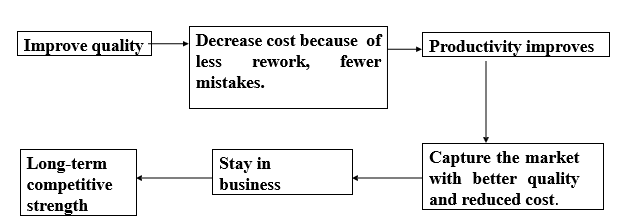 Improve quality
Decrease cost because of
less rework, fewer
mistakes.
Productivity improves
Capture the market
with better quality
and reduced cost.
Stay in
business
Long-term
competitive
strength